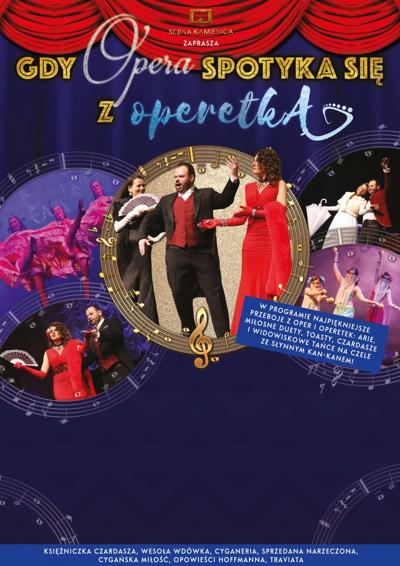 SCENA KAMIENICA
ZAPRASZA
GDY Opera SPOTYKA SIĘ
Z operetkĄ
W PROGRAMIE NAJPIĘKNIEJSZE
PRZEBOJE Z OPER I OPERETEK: ARIE,
MIŁOSNE DUETY, TOASTY, CZARDASZE
I WIDOWISKOWE TAŃCE NA CZELE
ZE SŁYNNYM KAN-KANEM!
KSIĘŻNICZKA CZARDASZA, WESOŁA WDÓWKA, CYGANERIA, SPRZEDANA NARZECZONA,
CYGAŃSKA MIŁOŚĆ, OPOWIEŚCI HOFFMANNA, TRAVIATA